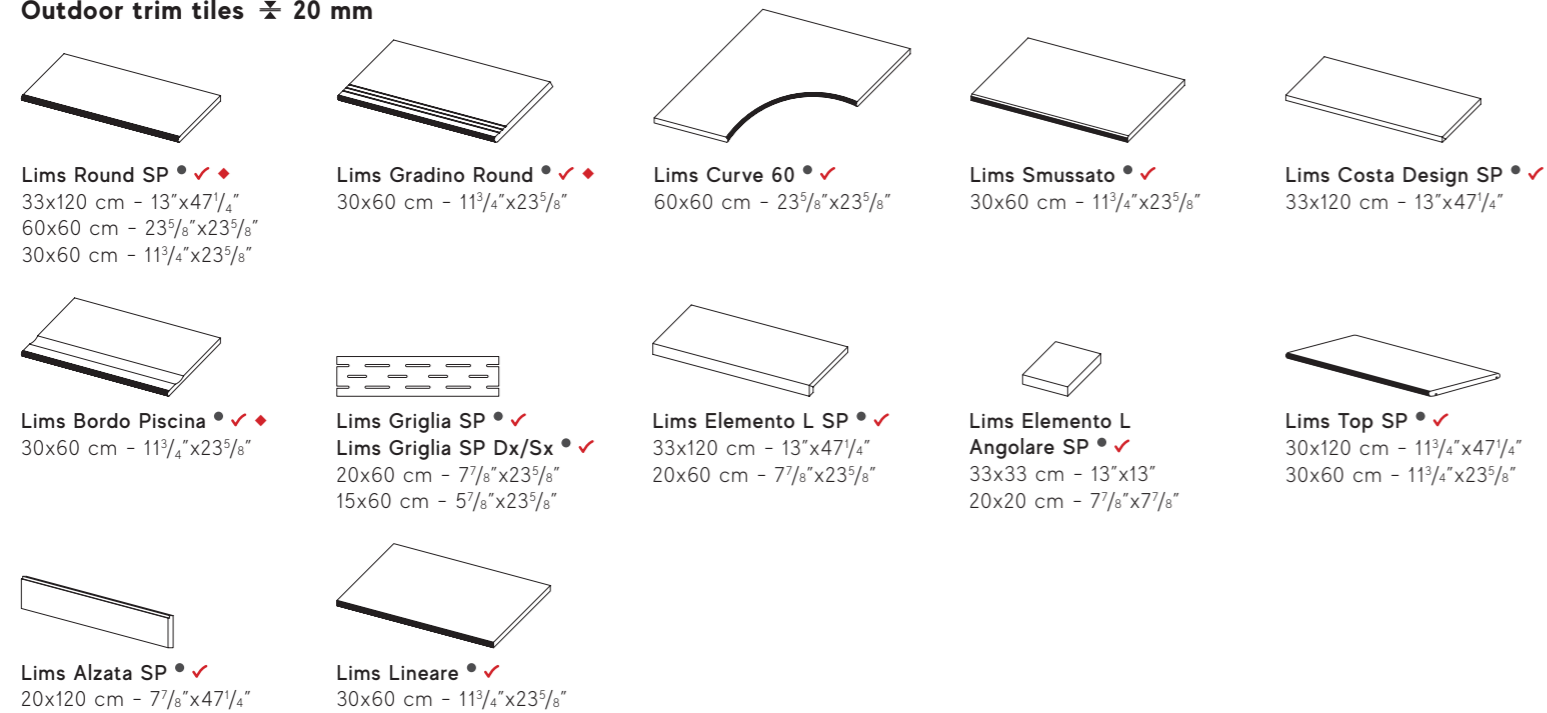 Outdoor trim tiles 20 mm
Lims Round SP ● ✓ ◆
33x120 cm - 13"x47¹/₄"
60x60 cm - 23⁵/₈"x23⁵/₈"
30x60 cm - 11³/₄"x23⁵/₈"
Lims Gradino Round ● ✓ ◆
30x60 cm - 11³/₄"x23⁵/₈"
Lims Curve 60 ● ✓
60x60 cm - 23⁵/₈"x23⁵/₈"
Lims Smussato ● ✓
30x60 cm - 11³/₄"x23⁵/₈"
Lims Costa Design SP ● ✓
33x120 cm - 13"x47¹/₄"
Lims Bordo Piscina ● ✓ ◆
30x60 cm - 11³/₄"x23⁵/₈"
Lims Griglia SP ● ✓
Lims Griglia SP Dx/Sx ● ✓
20x60 cm - 7⁷/₈"x23⁵/₈"
15x60 cm - 5⁷/₈"x23⁵/₈"
Lims Elemento L SP ● ✓
33x120 cm - 13"x47¹/₄"
20x60 cm - 7⁷/₈"x23⁵/₈"
Lims Elemento L
Angolare SP ● ✓
33x33 cm - 13"x13"
20x20 cm - 7⁷/₈"x7⁷/₈"
Lims Top SP ● ✓
30x120 cm - 11³/₄"x47¹/₄"
30x60 cm - 11³/₄"x23⁵/₈"
Lims Alzata SP ● ✓
20x120 cm - 7⁷/₈"x47¹/₄"
Lims Lineare ● ✓
30x60 cm - 11³/₄"x23⁵/₈"